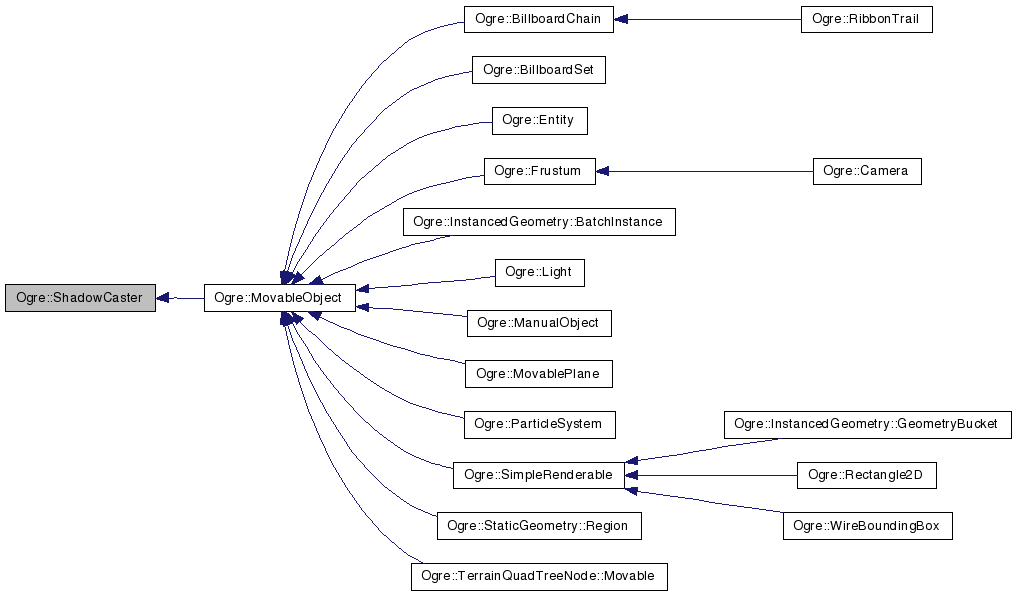 Ogre::BillboardChain
Ogre::RibbonTrail
Ogre::BillboardSet
Ogre::Entity
Ogre::Frustum
Ogre::Camera
Ogre::InstancedGeometry::BatchInstance
Ogre::Light
Ogre::ShadowCaster
Ogre::MovableObject
Ogre::ManualObject
Ogre::MovablePlane
Ogre::ParticleSystem
Ogre::InstancedGeometry::GeometryBucket
Ogre::SimpleRenderable
Ogre::Rectangle2D
Ogre::StaticGeometry::Region
Ogre::WireBoundingBox
Ogre::TerrainQuadTreeNode::Movable